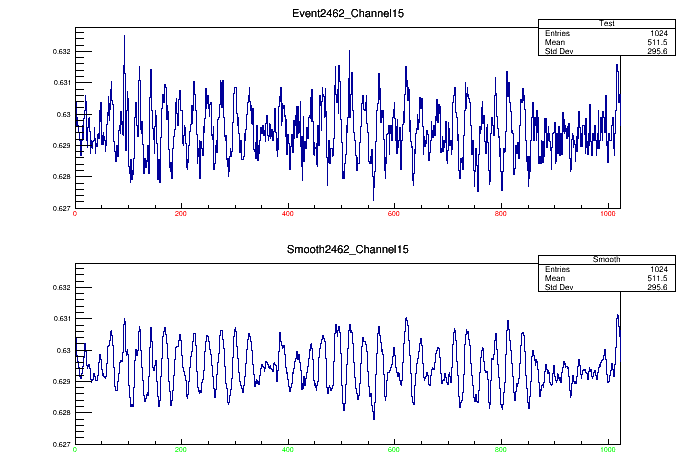 Event2462_Channel15
Test
Entries 1024
Mean 511.5
Std Dev 295.6
0.632
0.631
0.63
0.629
0.628
0.627
0 200 400 600 800 1000
Smooth2462_Channel15
Smooth
Entries 1024
Mean 511.5
Std Dev 295.6
0.632
0.631
0.63
0.629
0.628
0.627
0 200 400 600 800 1000